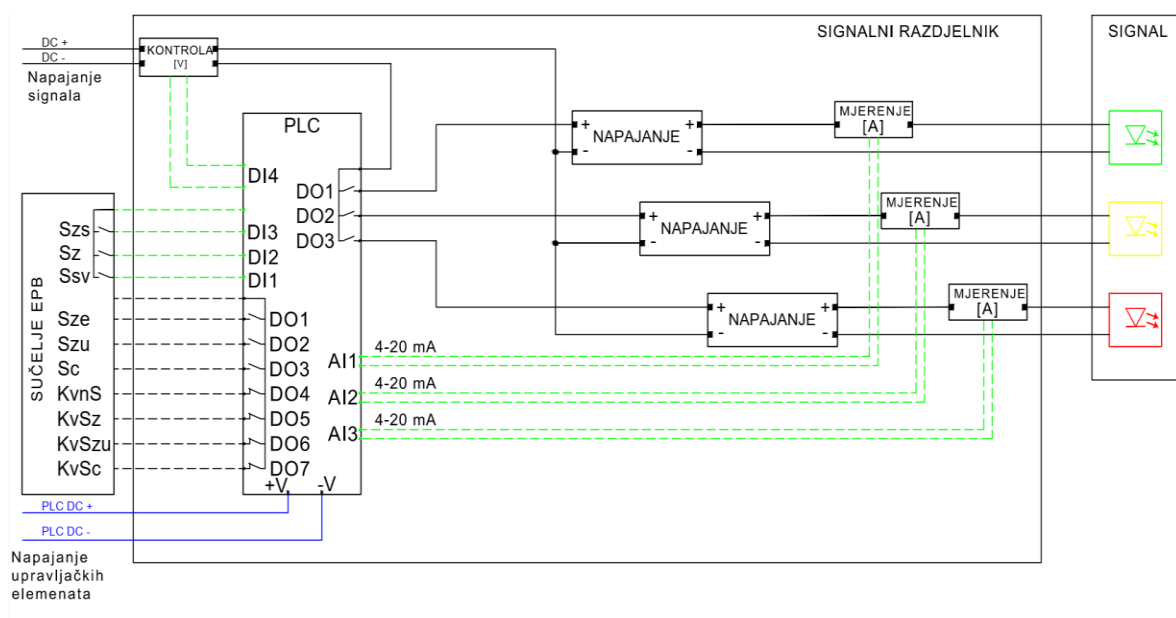 SIGNALNI RAZDJELNIK
SIGNAL
DC +
DC -
Napajanje
signala
KONTROLA
[V]
PLC
DI4
DI3
DI2
DI1
DO1
DO2
DO3
SUČELJE EPB
Szs
Sz
Ssv
Sze
Szu
Sc
KvnS
KvSz
KvSzu
KvSc
DO1
DO2
DO3
DO4
DO5
DO6
DO7
+V
-V
AI1
AI2
AI3
4-20 mA
4-20 mA
4-20 mA
+
-
NAPAJANJE
+
-
MJERENJE
[A]
+
-
NAPAJANJE
+
-
MJERENJE
[A]
+
-
NAPAJANJE
+
-
MJERENJE
[A]
PLC DC +
PLC DC -
Napajanje
upravljačkih
elemenata